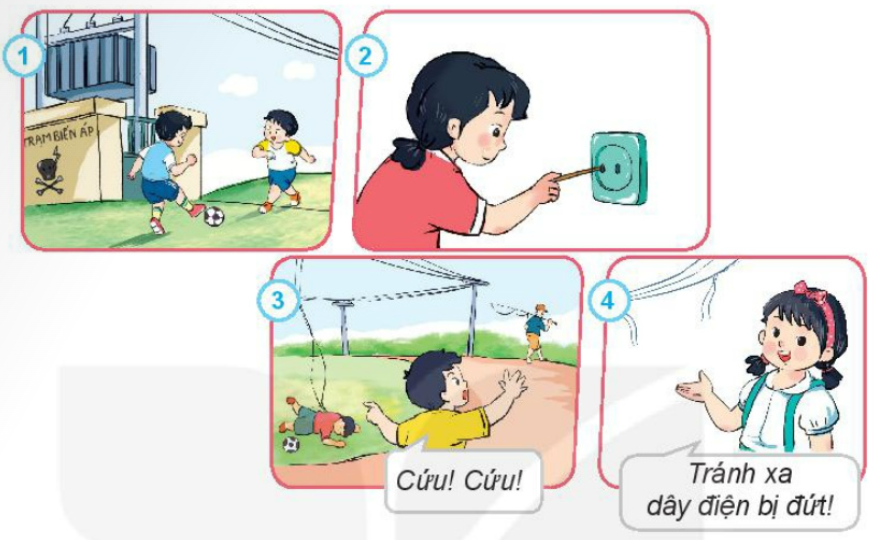 1
2
TRẠM BIẾN ÁP
3
4
Cứu! Cứu!
Tránh xa
dây điện bị đứt!